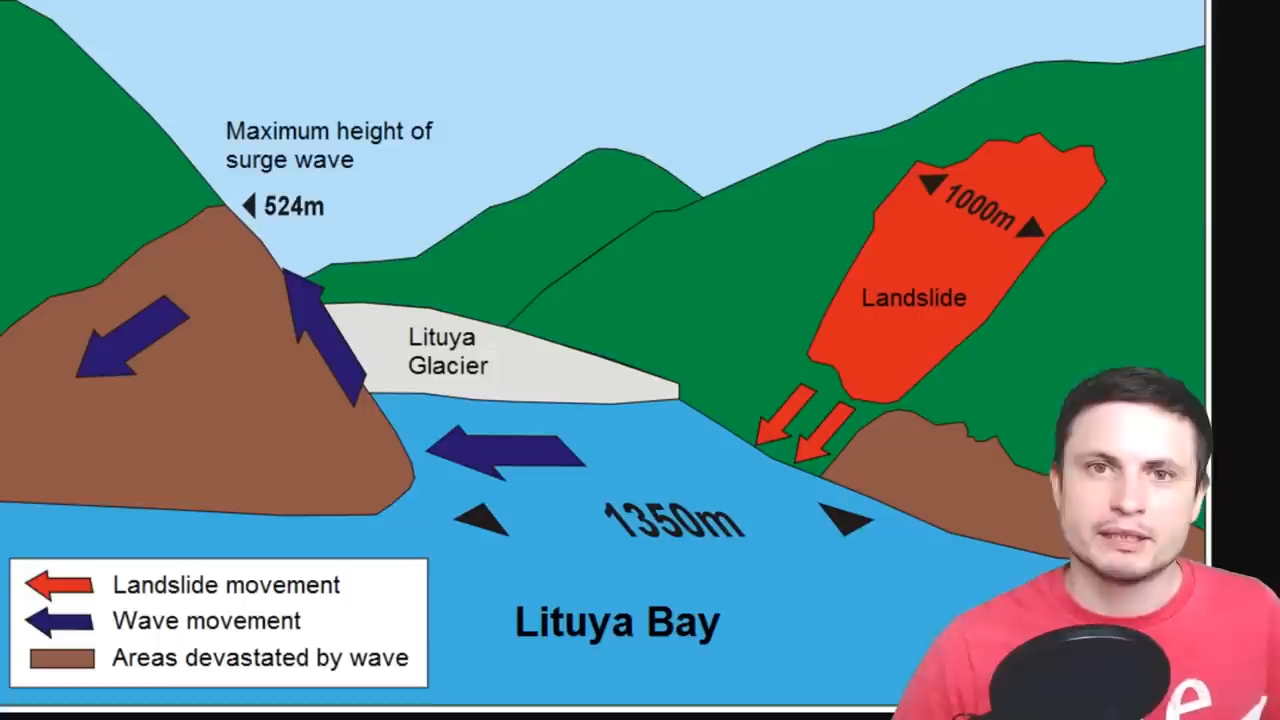 Maximum height of
surge wave
524m
1000m
Landslide
Lituya
Glacier
1350m
Lituya Bay
Landslide movement
Wave movement
Areas devastated by wave
e